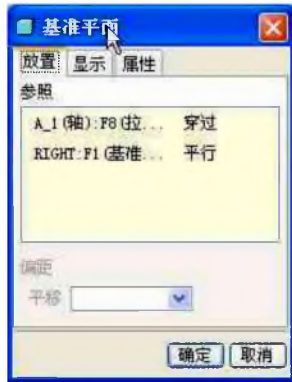 基准平面
放置 显示 属性
参照
A_1(轴):F8(拉... 穿过
RIGHT:F1(基准... 平行
偏距
平移
确定 取消